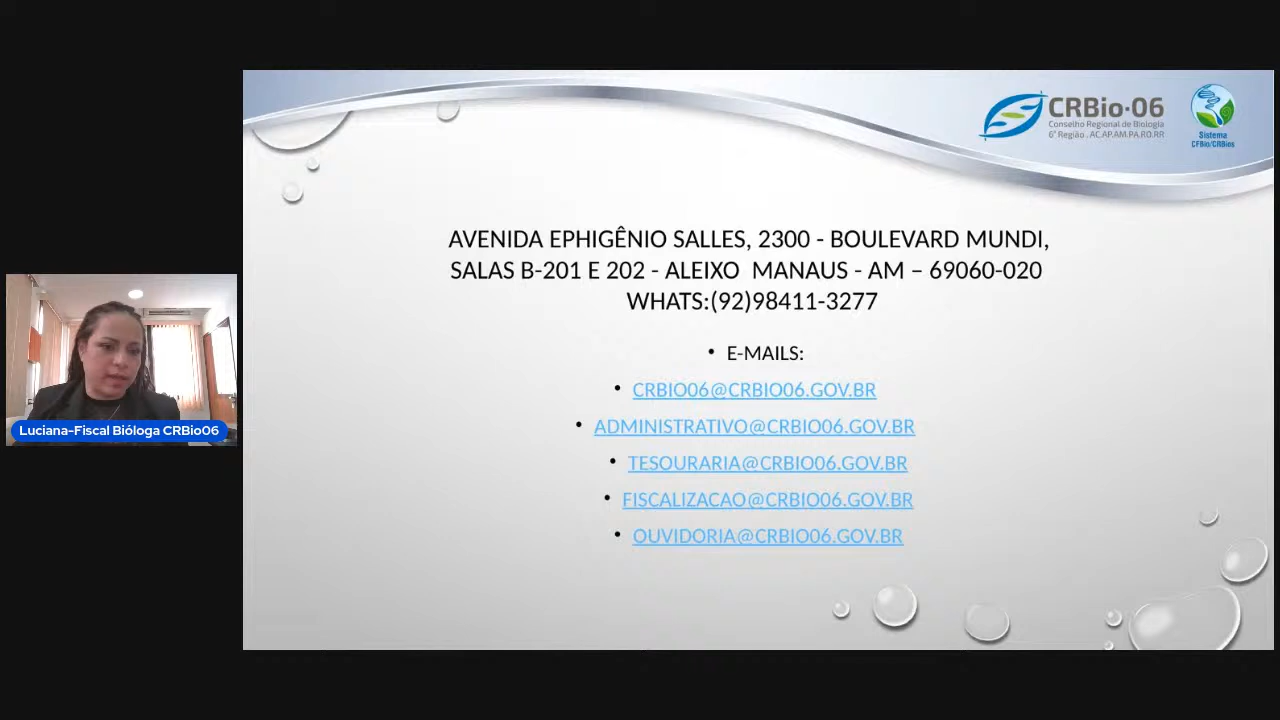 CRBio·06
Conselho Regional de Biologia
6ª Região . AC.AP.AM.PA.RO.RR
Sistema
CFBio/CRBios
AVENIDA EPHIGÊNIO SALLES, 2300 - BOULEVARD MUNDI,
SALAS B-201 E 202 - ALEIXO  MANAUS - AM – 69060-020
WHATS:(92)98411-3277
• E-MAILS:
• CRBIO06@CRBIO06.GOV.BR
• ADMINISTRATIVO@CRBIO06.GOV.BR
• TESOURARIA@CRBIO06.GOV.BR
• FISCALIZACAO@CRBIO06.GOV.BR
• OUVIDORIA@CRBIO06.GOV.BR
Luciana-Fiscal Bióloga CRBio06